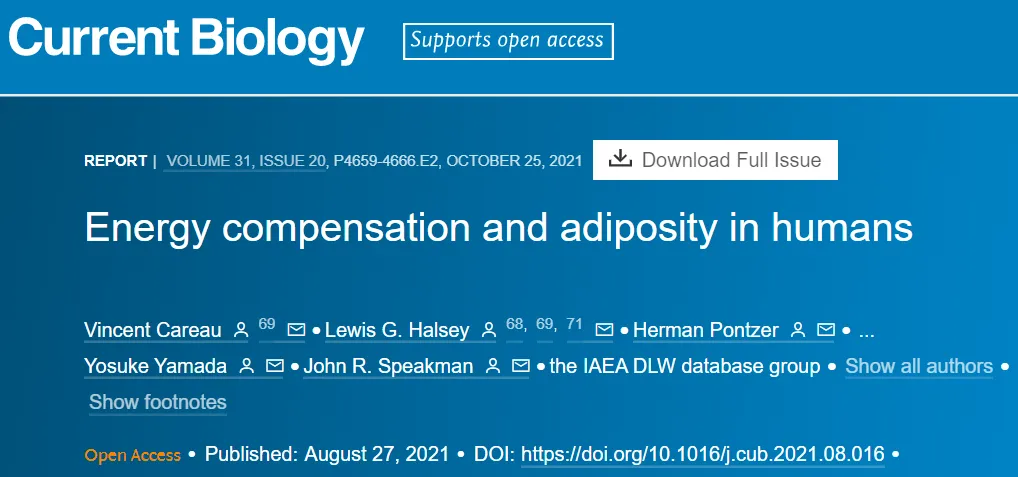 Current Biology
Supports open access
REPORT | VOLUME 31, ISSUE 20, P4659-4666.E2, OCTOBER 25, 2021
Download Full Issue
Energy compensation and adiposity in humans
Vincent Careau 69 • Lewis G. Halsey 68, 69, 71 • Herman Pontzer • ...
Yosuke Yamada • John R. Speakman • the IAEA DLW database group • Show all authors •
Show footnotes
Open Access • Published: August 27, 2021 • DOI: https://doi.org/10.1016/j.cub.2021.08.016 •